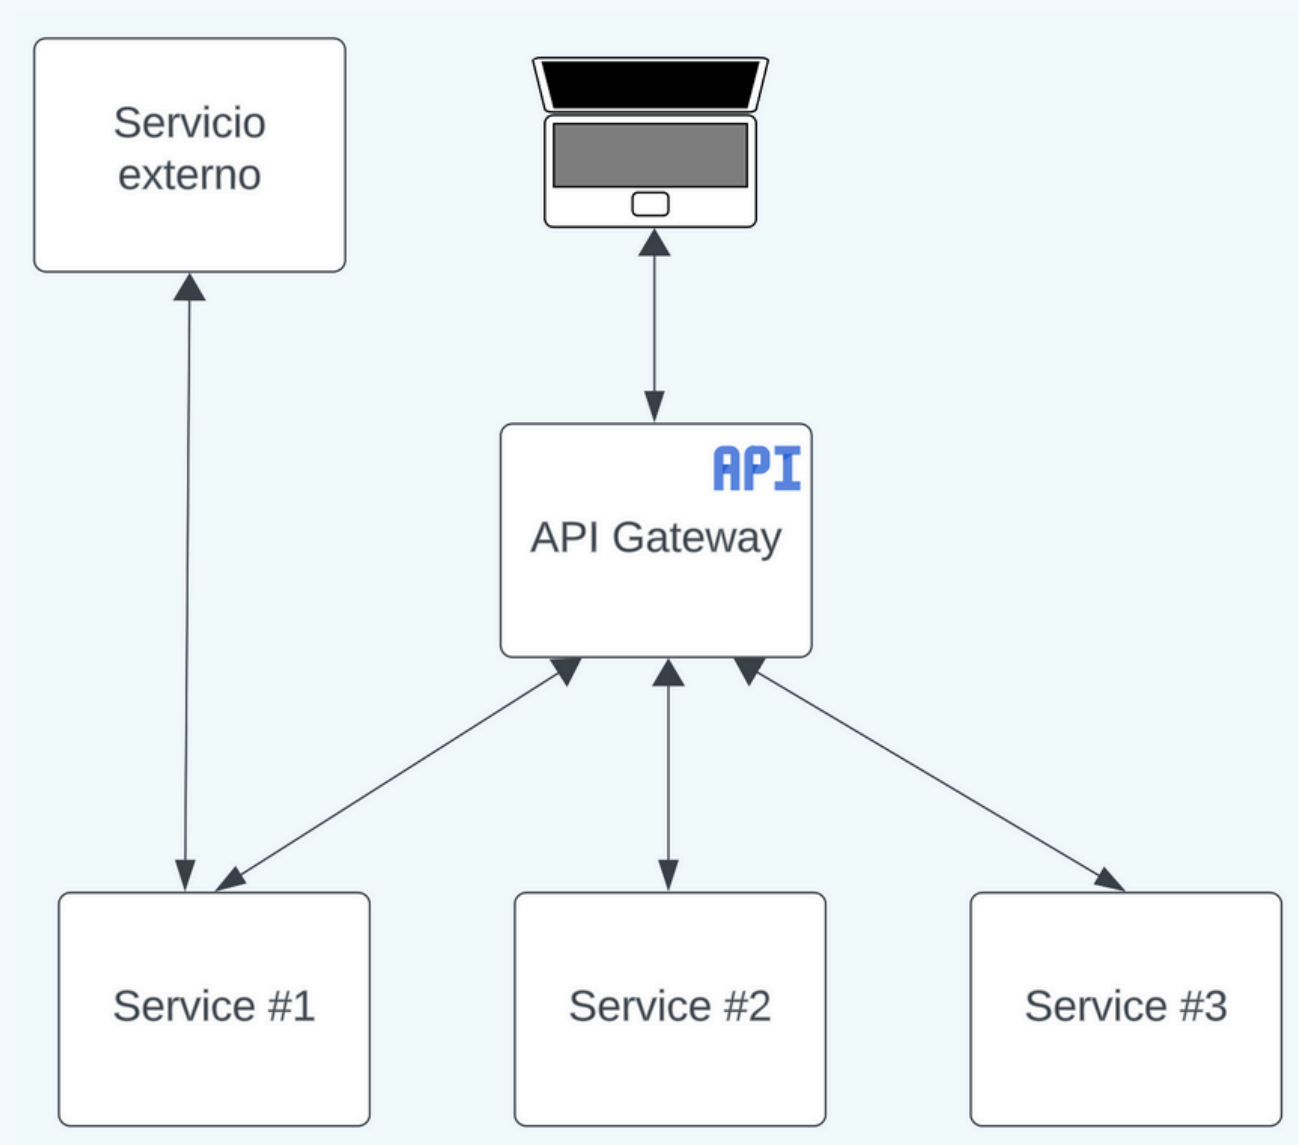 Servicio
externo
API
API Gateway
Service #1
Service #2
Service #3